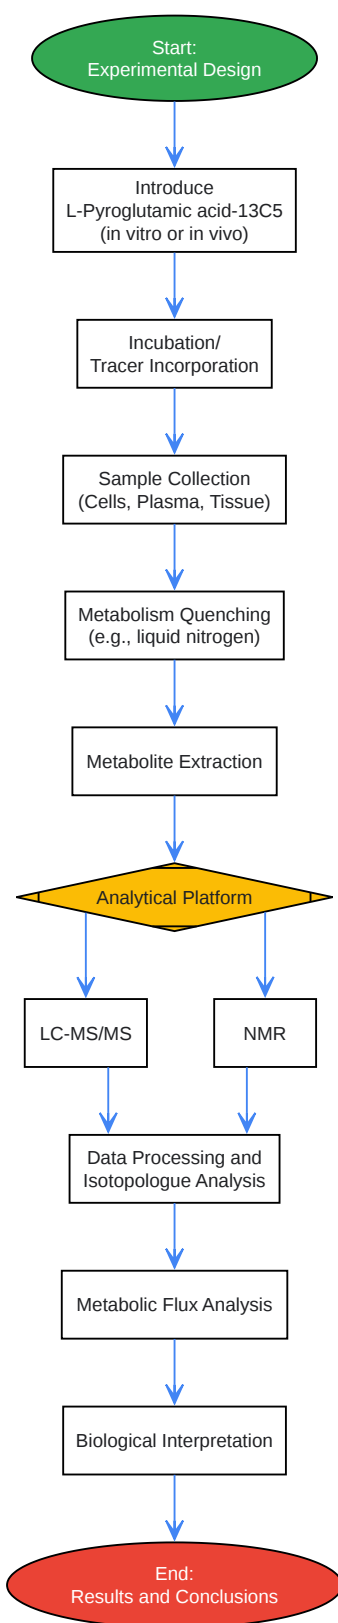 Start:
Experimental Design
Introduce
L-Pyroglutamic acid-13C5
(in vitro or in vivo)
Incubation/
Tracer Incorporation
Sample Collection
(Cells, Plasma, Tissue)
Metabolism Quenching
(e.g., liquid nitrogen)
Metabolite Extraction
Analytical Platform
LC-MS/MS
NMR
Data Processing and
Isotopologue Analysis
Metabolic Flux Analysis
Biological Interpretation
End:
Results and Conclusions